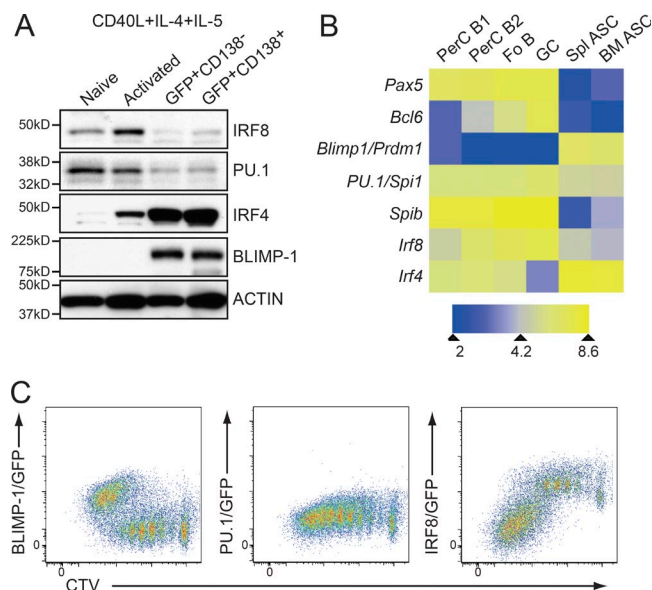 A
CD40L+IL-4+IL-5
Naive Activated GFP+CD138- GFP+CD138+
50kD
IRF8
38kD
32kD
PU.1
50kD
IRF4
225kD
75kD
BLIMP-1
50kD
37kD
ACTIN
B
PerC B1 PerC B2 Fo B GC Spl ASC BM ASC
Pax5
Bcl6
Blimp1/Prdm1
PU.1/Spi1
Spib
Irf8
Irf4
2 4.2 8.6
C
BLIMP-1/GFP
0
0
PU.1/GFP
0
0
IRF8/GFP
0
0
CTV